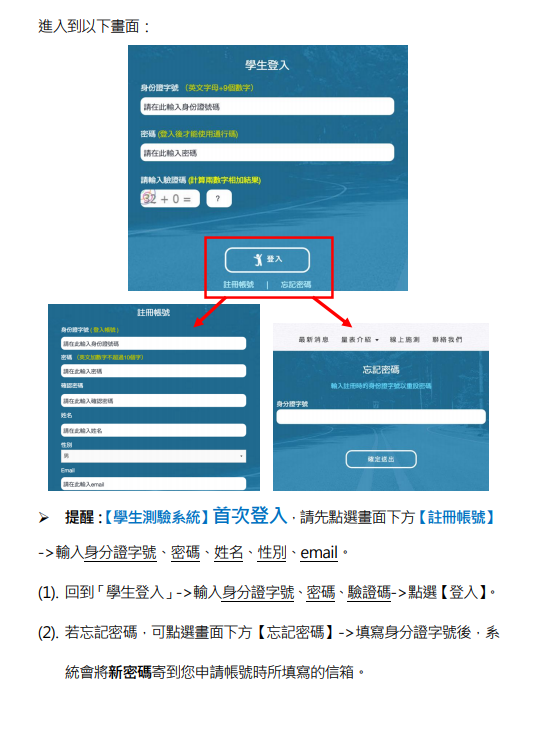 進入到以下畫面：
學生登入
身份證字號 (英文字母+9個數字)
請在此輸入身份證號碼
密碼 (登入後才能使用通行碼)
請在此輸入密碼
請輸入驗證碼 (計算兩數字相加結果)
32 + 0 = ?
登入
註冊帳號 | 忘記密碼
註冊帳號
身份證字號 (登入帳號)
請在此輸入身份證號碼
密碼 (英文加數字不超過10個字)
請在此輸入密碼
確認密碼
請在此輸入確認密碼
姓名
請在此輸入姓名
性別
男
Email
請在此輸入email
最新消息 量表介紹 線上施測 聯絡我們
忘記密碼
輸入註冊時的身份證字號以重設密碼
身分證字號
確定送出
➤ 提醒：【學生測驗系統】首次登入，請先點選畫面下方【註冊帳號】
->輸入身分證字號、密碼、姓名、性別、email。
(1). 回到「學生登入」->輸入身分證字號、密碼、驗證碼->點選【登入】。
(2). 若忘記密碼，可點選畫面下方【忘記密碼】->填寫身分證字號後，系
統會將新密碼寄到您申請帳號時所填寫的信箱。